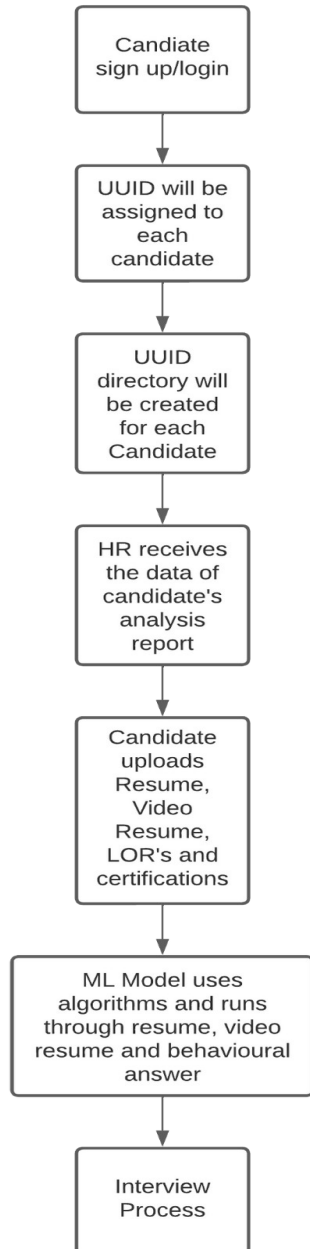 Candiate
sign up/login
UUID will be
assigned to
each
candidate
UUID
directory will
be created
for each
Candidate
HR receives
the data of
candidate's
analysis
report
Candidate
uploads
Resume,
Video
Resume,
LOR's and
certifications
ML Model uses
algorithms and runs
through resume, video
resume and behavioural
answer
Interview
Process